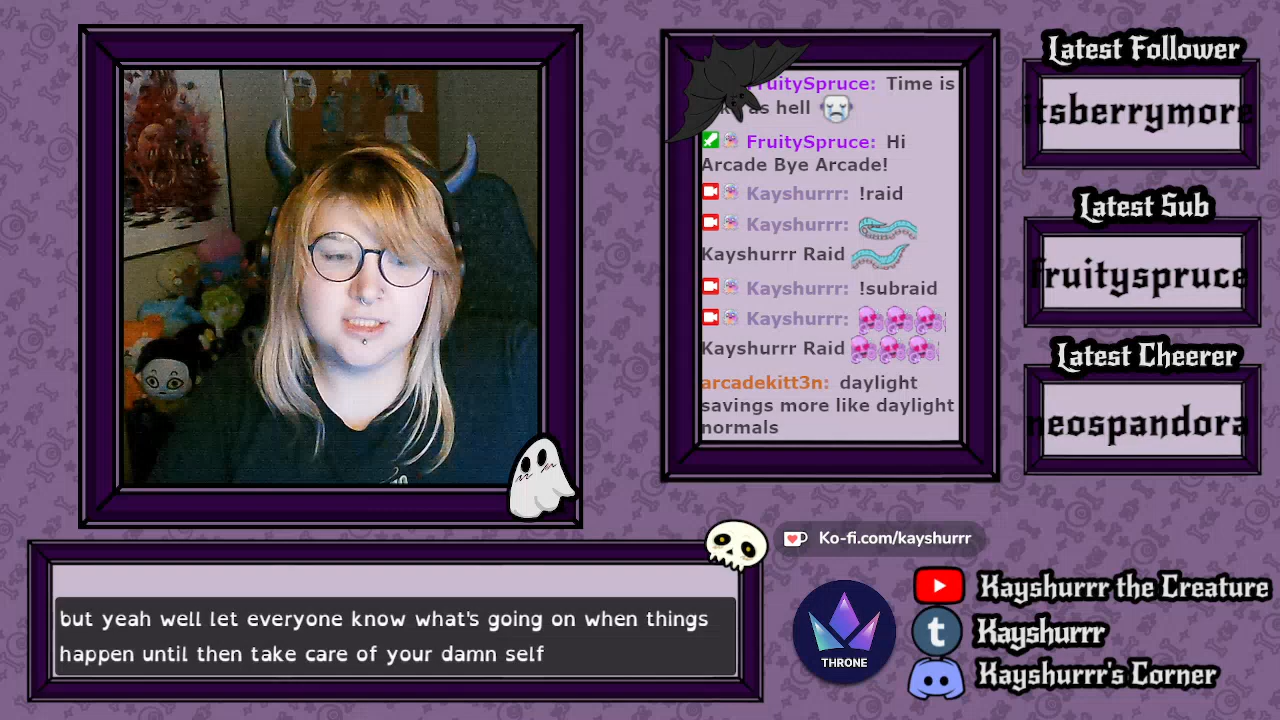 FruitySpruce: Time is
as hell
FruitySpruce: Hi
Arcade Bye Arcade!
Kayshurrr: !raid
Kayshurrr:
Kayshurrr Raid
Kayshurrr: !subraid
Kayshurrr:
Kayshurrr Raid
arcadekitt3n: daylight
savings more like daylight
normals
Latest Follower
itsberrymore
Latest Sub
fruityspruce
Latest Cheerer
neospandora
but yeah well let everyone know what's going on when things
happen until then take care of your damn self
Ko-fi.com/kayshurrr
THRONE
Kayshurrr the Creature
Kayshurrr
Kayshurrr's Corner